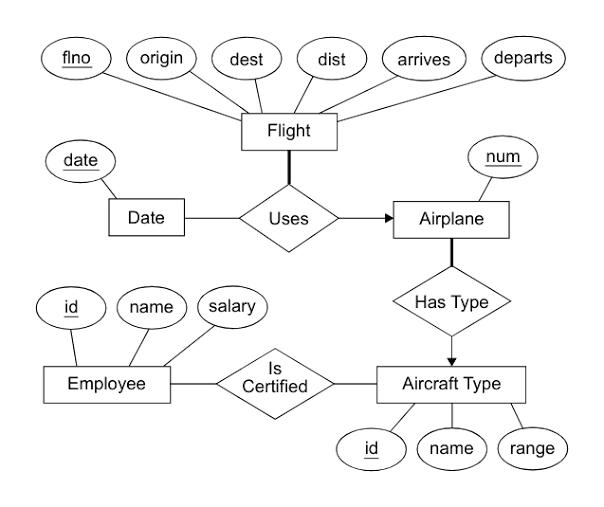 flno
origin
dest
dist
arrives
departs
Flight
date
num
Date
Uses
Airplane
id
name
salary
Has Type
Employee
Is
Certified
Aircraft Type
id
name
range